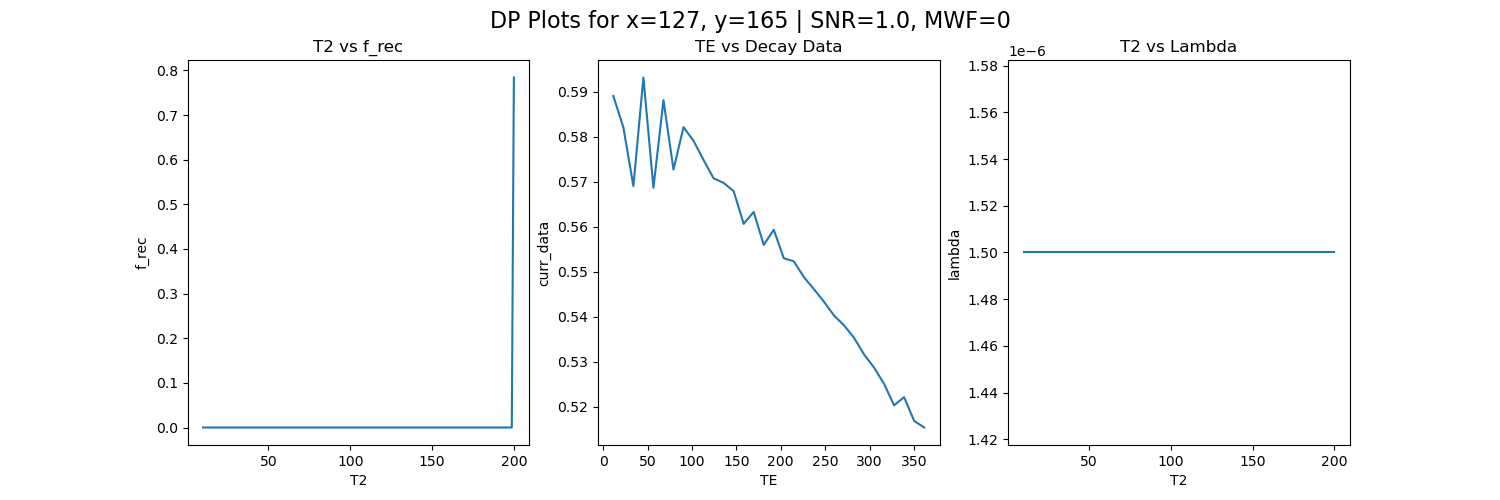 DP Plots for x=127, y=165 | SNR=1.0, MWF=0
T2 vs f_rec
0.8
0.7
0.6
0.5
0.4
0.3
0.2
0.1
0.0
f_rec
50 100 150 200
T2
TE vs Decay Data
0.59
0.58
0.57
0.56
0.55
0.54
0.53
0.52
curr_data
0 50 100 150 200 250 300 350
TE
T2 vs Lambda
1e−6
1.58
1.56
1.54
1.52
1.50
1.48
1.46
1.44
1.42
lambda
50 100 150 200
T2